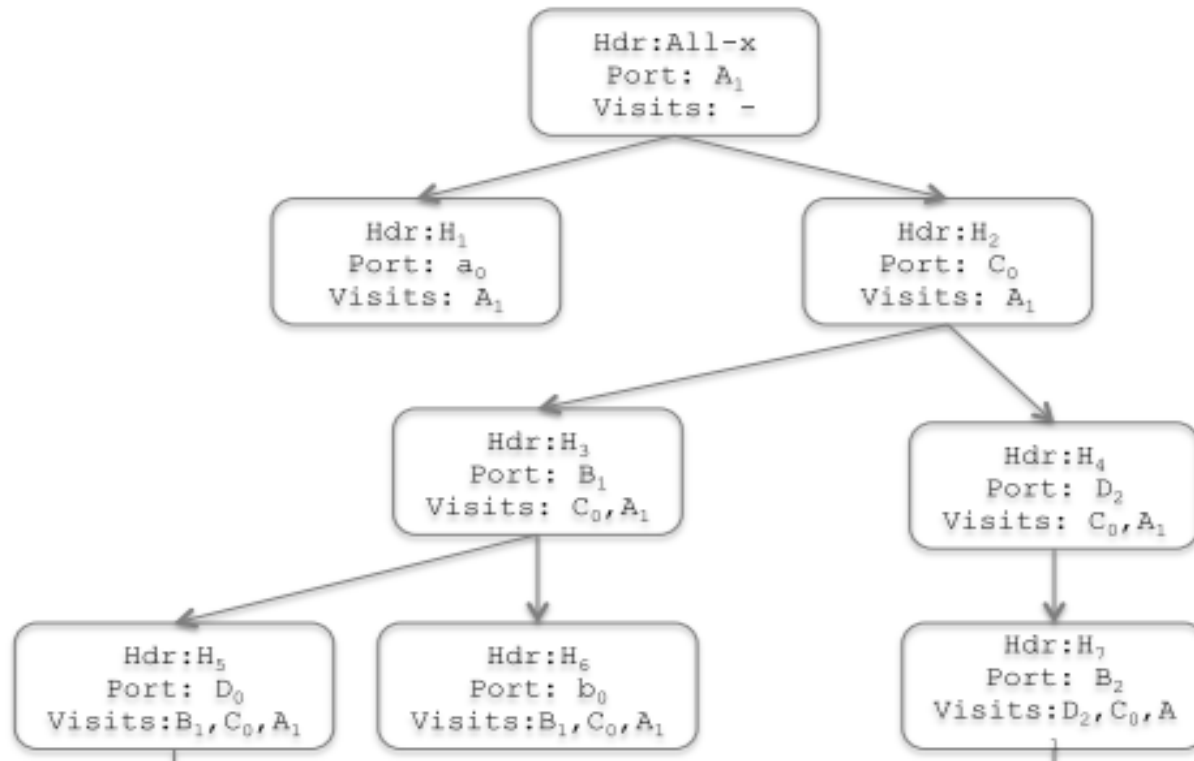 Hdr:All-x
Port: A₁
Visits: -
Hdr:H₁
Port: a₀
Visits: A₁
Hdr:H₂
Port: C₀
Visits: A₁
Hdr:H₃
Port: B₁
Visits: C₀,A₁
Hdr:H₄
Port: D₂
Visits: C₀,A₁
Hdr:H₅
Port: D₀
Visits:B₁,C₀,A₁
Hdr:H₆
Port: b₀
Visits:B₁,C₀,A₁
Hdr:H₇
Port: B₂
Visits:D₂,C₀,A
₁